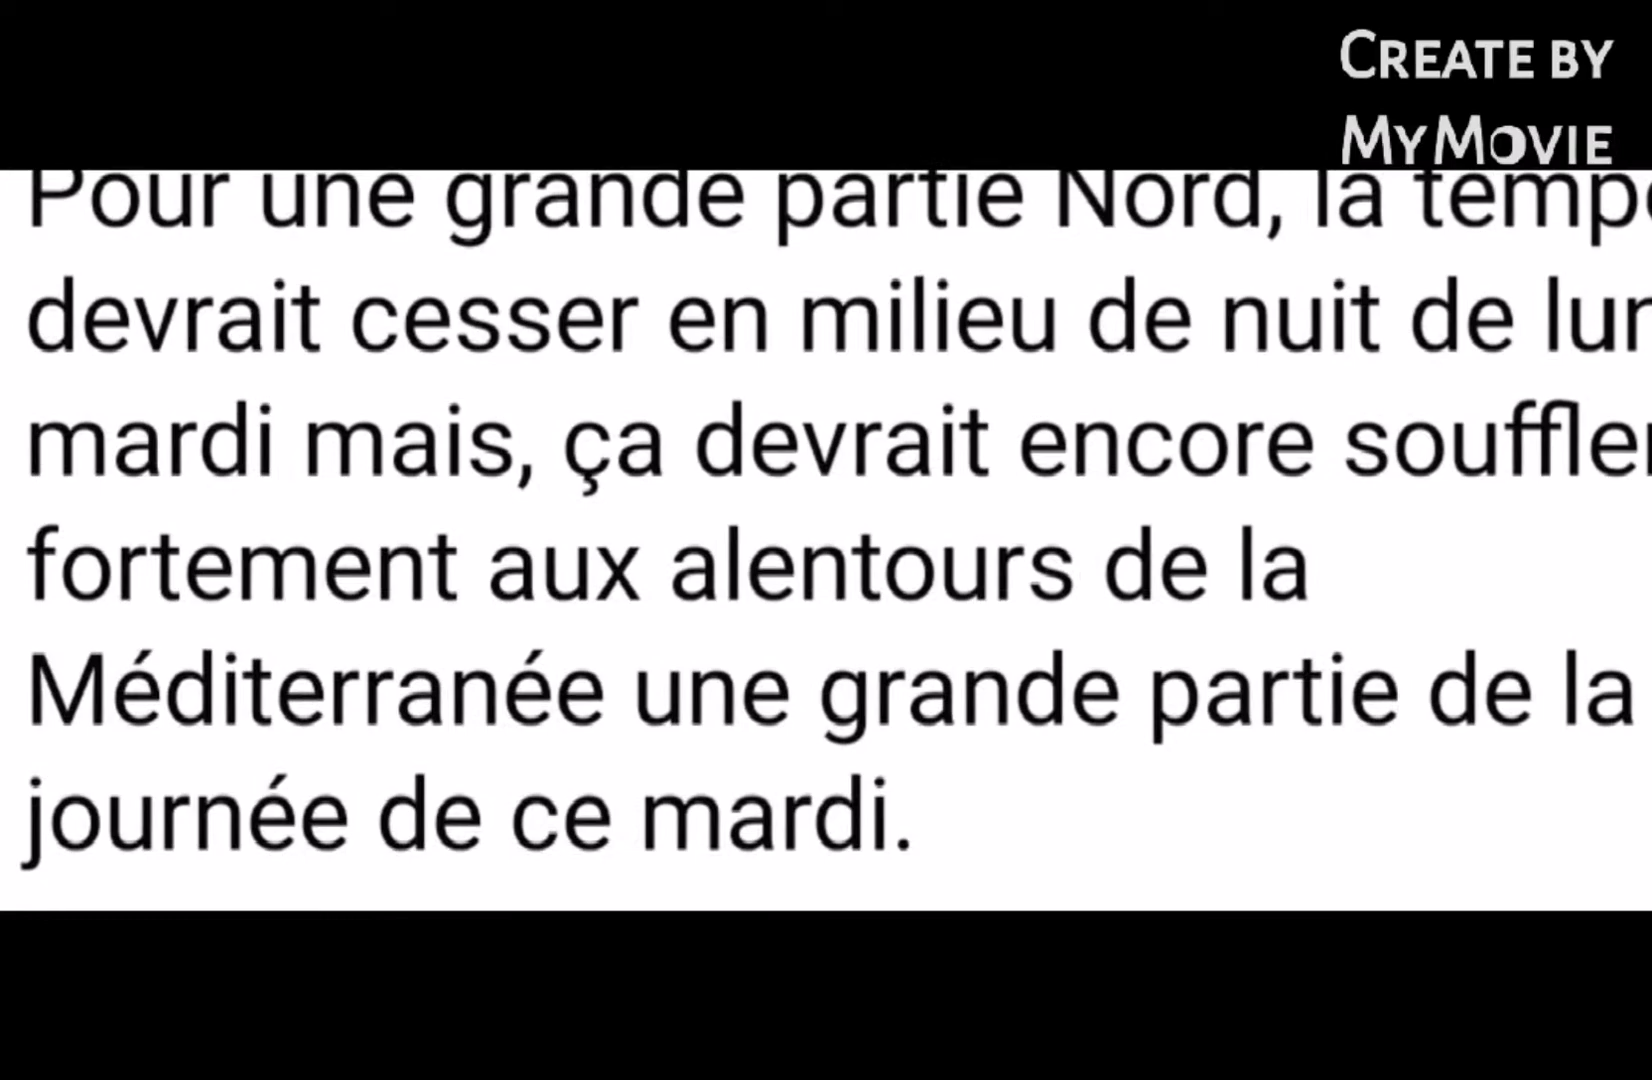 CREATE BY
MYMOVIE
Pour une grande partie Nord, la
devrait cesser en milieu de nuit de
mardi mais, ça devrait encore souffler
fortement aux alentours de la
Méditerranée une grande partie de la
journée de ce mardi.